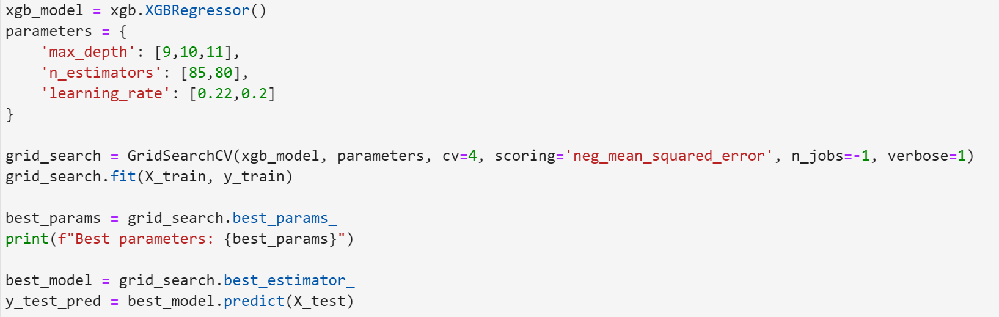 xgb_model = xgb.XGBRegressor()
parameters = {
    'max_depth': [9,10,11],
    'n_estimators': [85,80],
    'learning_rate': [0.22,0.2]
}
grid_search = GridSearchCV(xgb_model, parameters, cv=4, scoring='neg_mean_squared_error', n_jobs=-1, verbose=1)
grid_search.fit(X_train, y_train)
best_params = grid_search.best_params_
print(f"Best parameters: {best_params}")
best_model = grid_search.best_estimator_
y_test_pred = best_model.predict(X_test)